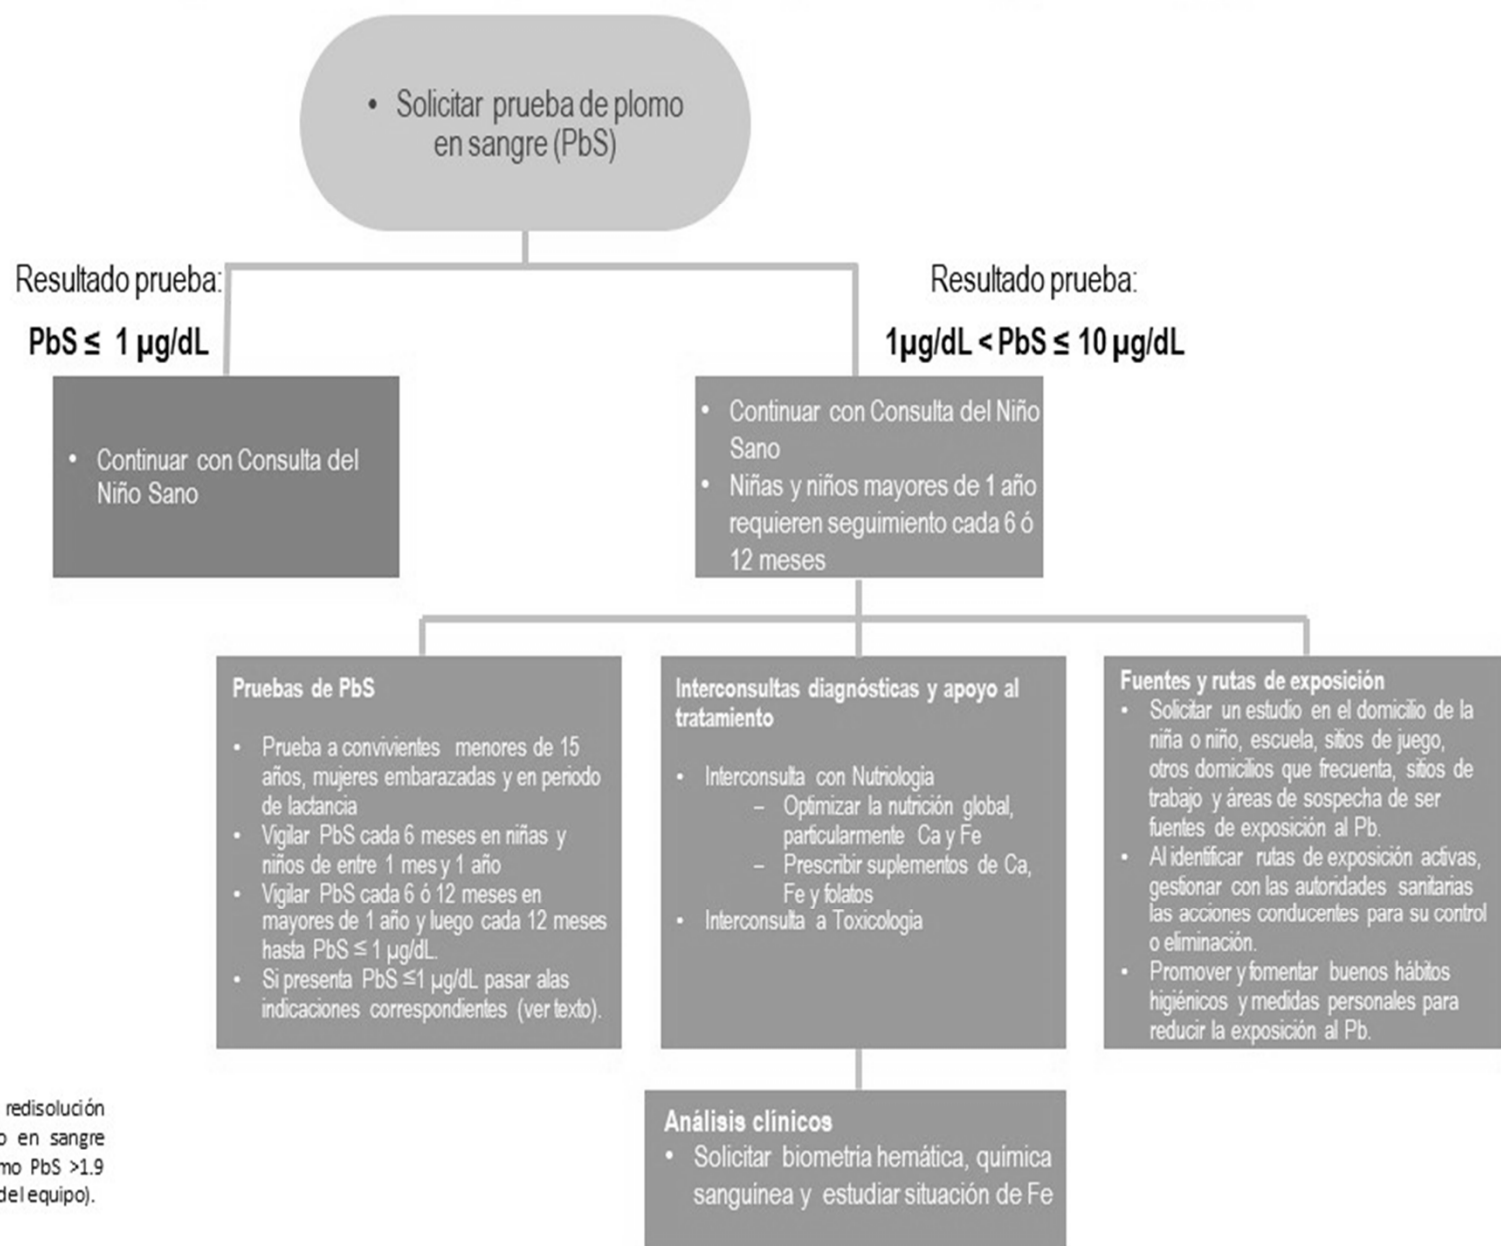 • Solicitar prueba de plomo
en sangre (PbS)
Resultado prueba:
PbS ≤ 1 µg/dL
Resultado prueba:
1µg/dL < PbS ≤ 10 µg/dL
• Continuar con Consulta del
Niño Sano
• Continuar con Consulta del Niño
Sano
• Niñas y niños mayores de 1 año
requieren seguimiento cada 6 ó
12 meses
Pruebas de PbS
• Prueba a convivientes menores de 15
años, mujeres embarazadas y en periodo
de lactancia
• Vigilar PbS cada 6 meses en niñas y
niños de entre 1 mes y 1 año
• Vigilar PbS cada 6 ó 12 meses en
mayores de 1 año y luego cada 12 meses
hasta PbS ≤ 1 µg/dL.
• Si presenta PbS ≤1 µg/dL pasar alas
indicaciones correspondientes (ver texto).
Interconsultas diagnósticas y apoyo al
tratamiento
• Interconsulta con Nutriologia
– Optimizar la nutrición global,
particularmente Ca y Fe
– Prescribir suplementos de Ca,
Fe y folatos
• Interconsulta a Toxicologia
Fuentes y rutas de exposición
• Solicitar un estudio en el domicilio de la
niña o niño, escuela, sitios de juego,
otros domicilios que frecuenta, sitios de
trabajo y áreas de sospecha de ser
fuentes de exposición al Pb.
• Al identificar rutas de exposición activas,
gestionar con las autoridades sanitarias
las acciones conducentes para su control
o eliminación.
• Promover y fomentar buenos hábitos
higiénicos y medidas personales para
reducir la exposición al Pb.
Análisis clínicos
• Solicitar biometria hemática, quimica
sanguinea y estudiar situación de Fe
redisolución
en sangre
PbS >1.9
del equipo).